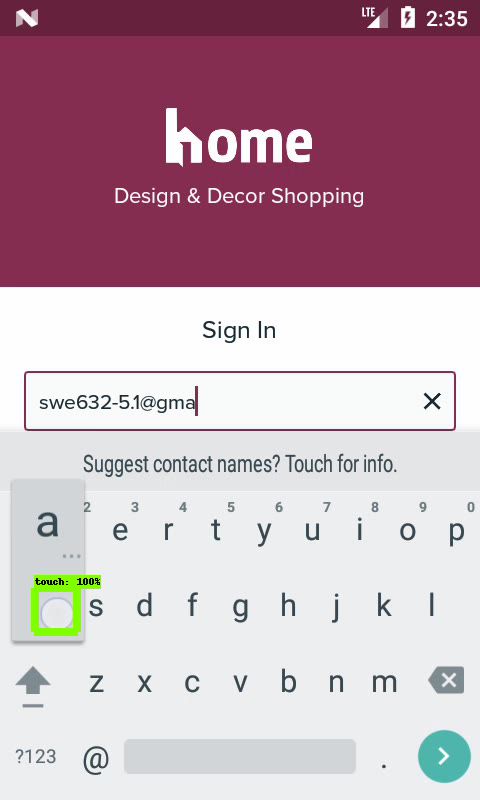 LTE 2:35
home
Design & Decor Shopping
Sign In
swe632-5.1@gma
Suggest contact names? Touch for info.
a 2 3 4 5 6 7 8 9 0
e r t y u i o p
touch: 100%
s d f g h j k l
z x c v b n m
?123 @ .